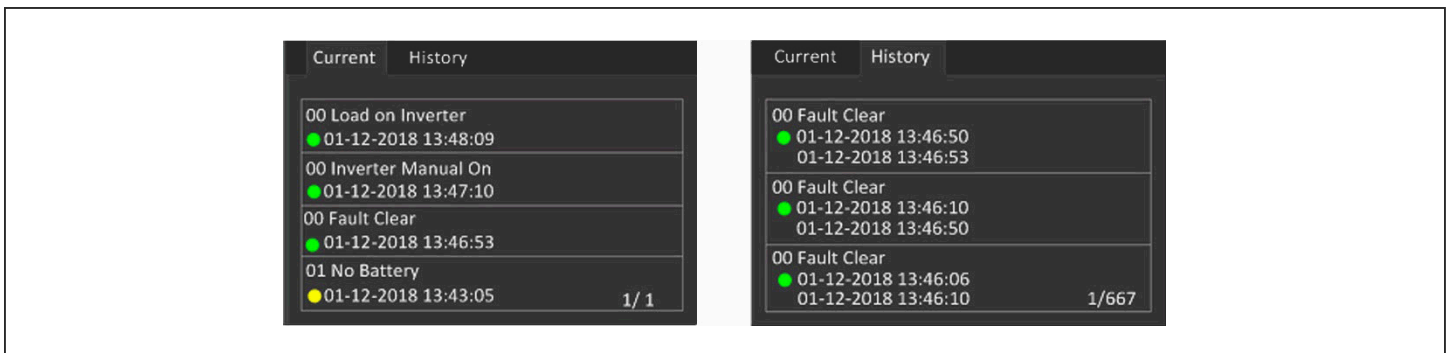 Current History
00 Load on Inverter
01-12-2018 13:48:09
00 Inverter Manual On
01-12-2018 13:47:10
00 Fault Clear
01-12-2018 13:46:53
01 No Battery
01-12-2018 13:43:05 1/ 1
Current History
00 Fault Clear
01-12-2018 13:46:50
01-12-2018 13:46:53
00 Fault Clear
01-12-2018 13:46:10
01-12-2018 13:46:50
00 Fault Clear
01-12-2018 13:46:06
01-12-2018 13:46:10 1/667